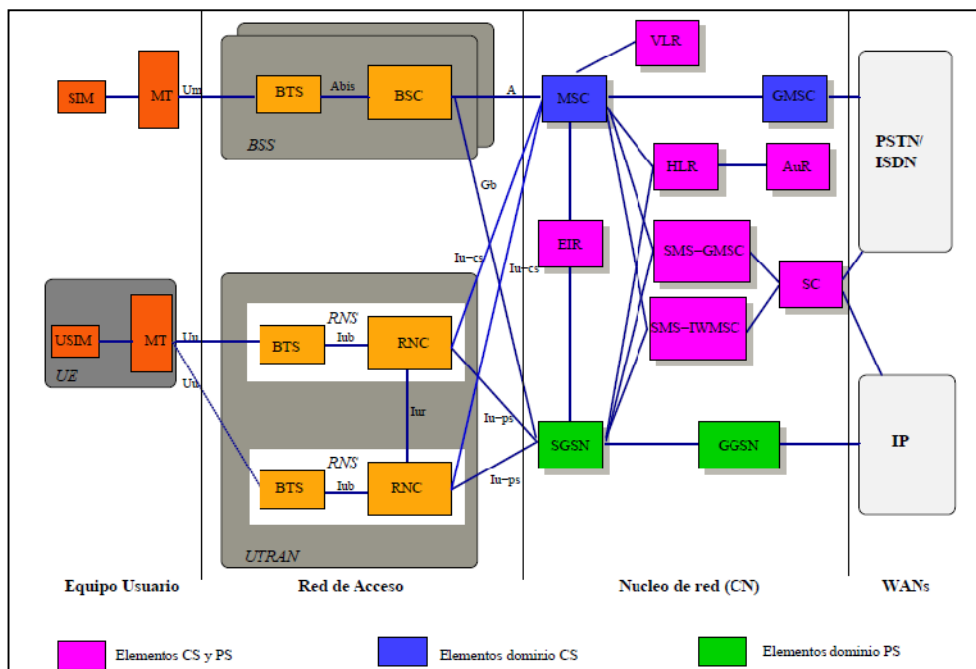 VLR
SIM
MT
Um
BTS
Abis
BSC
A
MSC
GMSC
BSS
PSTN/
ISDN
HLR
AuR
Gb
EIR
Iu-cs
Iu-cs
SMS-GMSC
SC
SMS-IWMSC
USIM
MT
UE
Uu
Uu
RNS
BTS
Iub
RNC
Iur
Iu-ps
RNS
BTS
Iub
RNC
Iu-ps
UTRAN
SGSN
GGSN
IP
Equipo Usuario
Red de Acceso
Nucleo de red (CN)
WANs
Elementos CS y PS
Elementos dominio CS
Elementos dominio PS